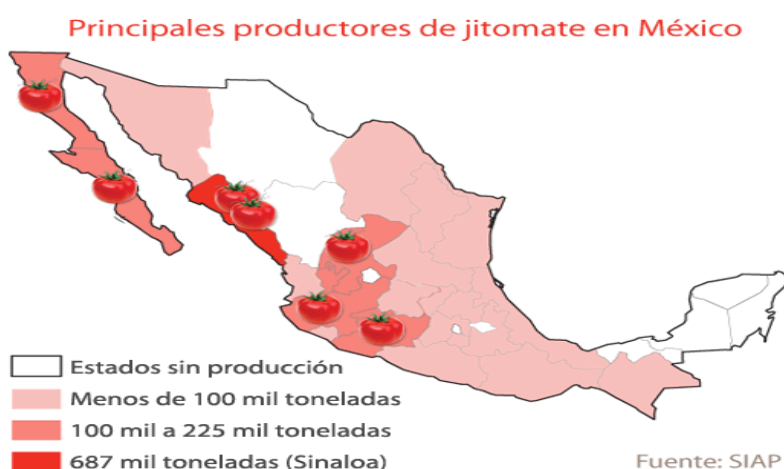 Principales productores de jitomate en México
Estados sin producción
Menos de 100 mil toneladas
100 mil a 225 mil toneladas
687 mil toneladas (Sinaloa)
Fuente: SIAP